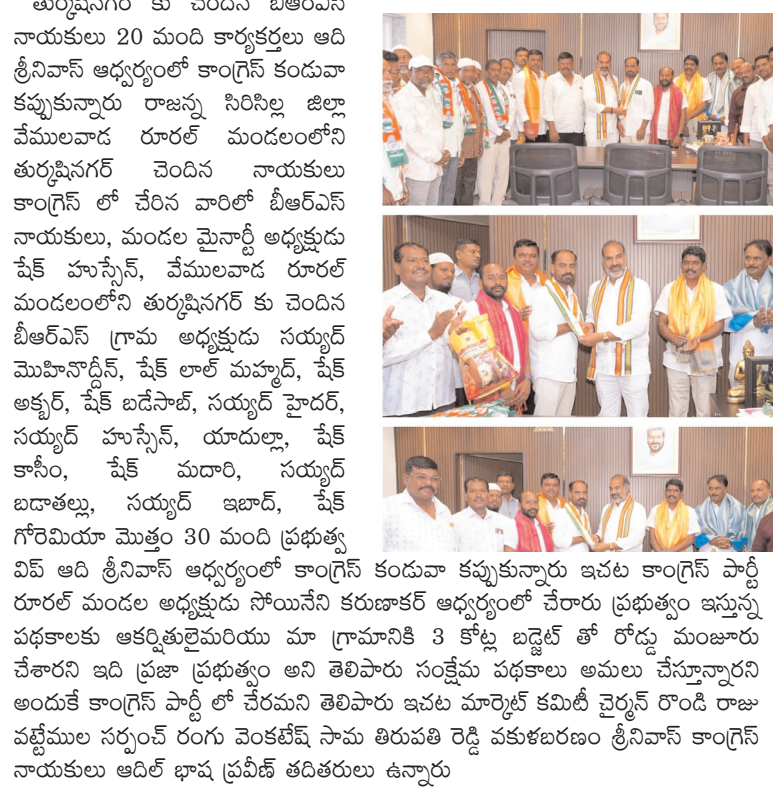 తుర్కషినగర్ కు చెందిన బీఆర్ఎస్
నాయకులు 20 మంది కార్యకర్తలు ఆది
శ్రీనివాస్ ఆధ్వర్యంలో కాంగ్రెస్ కండువా
కప్పుకున్నారు రాజన్న సిరిసిల్ల జిల్లా
వేములవాడ రూరల్ మండలంలోని
తుర్కషినగర్ చెందిన నాయకులు
కాంగ్రెస్ లో చేరిన వారిలో బీఆర్ఎస్
నాయకులు, మండల మైనార్టీ అధ్యక్షుడు
షేక్ హుస్సేన్, వేములవాడ రూరల్
మండలంలోని తుర్కషినగర్ కు చెందిన
బీఆర్ఎస్ గ్రామ అధ్యక్షుడు సయ్యద్
మొహినొద్దీన్, షేక్ లాల్ మహ్మద్, షేక్
అక్బర్, షేక్ బడేసాబ్, సయ్యద్ హైదర్,
సయ్యద్ హుస్సేన్, యాదుల్లా, షేక్
కాసీం, షేక్ మదారి, సయ్యద్
బడాతల్లు, సయ్యద్ ఇబాద్, షేక్
గోరెమియా మొత్తం 30 మంది ప్రభుత్వ
విప్ ఆది శ్రీనివాస్ ఆధ్వర్యంలో కాంగ్రెస్ కండువా కప్పుకున్నారు ఇచట కాంగ్రెస్ పార్టీ
రూరల్ మండల అధ్యక్షుడు సోయినేని కరుణాకర్ ఆధ్వర్యంలో చేరారు ప్రభుత్వం ఇస్తున్న
పథకాలకు ఆకర్షితులైమరియు మా గ్రామానికి 3 కోట్ల బడ్జెట్ తో రోడ్డు మంజూరు
చేశారని ఇది ప్రజా ప్రభుత్వం అని తెలిపారు సంక్షేమ పథకాలు అమలు చేస్తూన్నారని
అందుకే కాంగ్రెస్ పార్టీ లో చేరమని తెలిపారు ఇచట మార్కెట్ కమిటీ చైర్మన్ రొండి రాజు
వట్టేముల సర్పంచ్ రంగు వెంకటేష్ సామ తిరుపతి రెడ్డి వకుళబరణం శ్రీనివాస్ కాంగ్రెస్
నాయకులు ఆదిల్ భాష ప్రవీణ్ తదితరులు ఉన్నారు